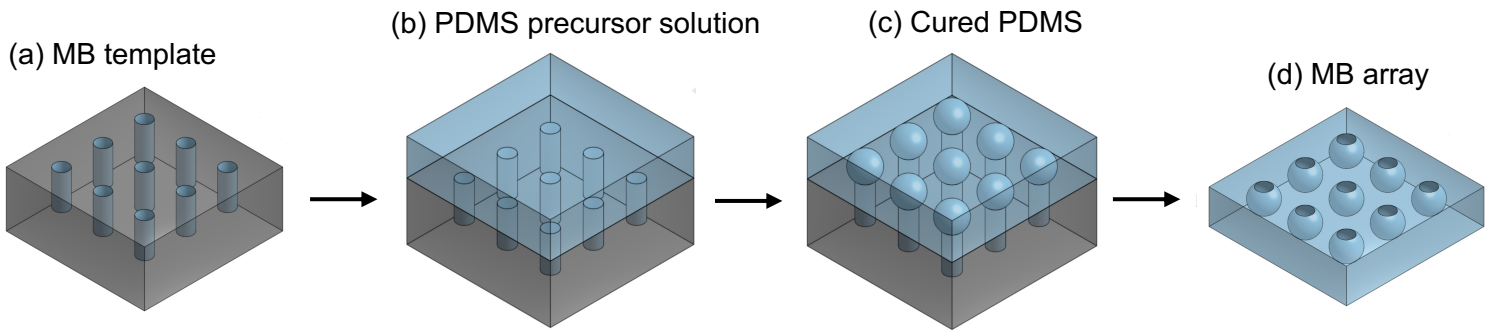 (a) MB template
(b) PDMS precursor solution
(c) Cured PDMS
(d) MB array